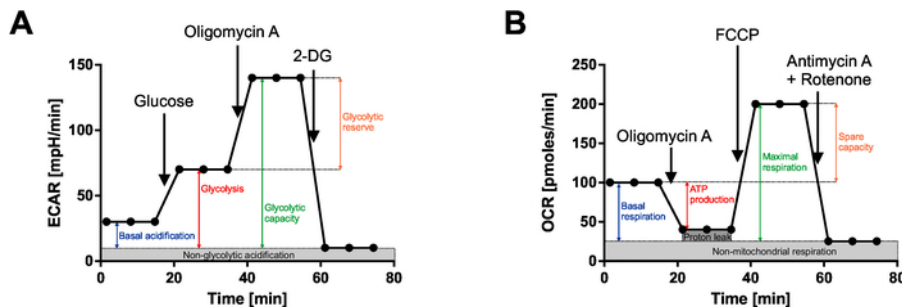 A
Oligomycin A
2-DG
Glucose
ECAR [mpH/min]
150
100
50
0
Glycolytic
reserve
Glycolysis
Glycolytic
capacity
Basal acidification
Non-glycolytic acidification
0
20
40
60
80
Time [min]
B
FCCP
Antimycin A
+ Rotenone
Oligomycin A
OCR [pmoles/min]
250
200
150
100
50
0
Spare
capacity
Maximal
respiration
ATP
production
Basal
respiration
Proton leak
Non-mitochondrial respiration
0
20
40
60
80
Time [min]